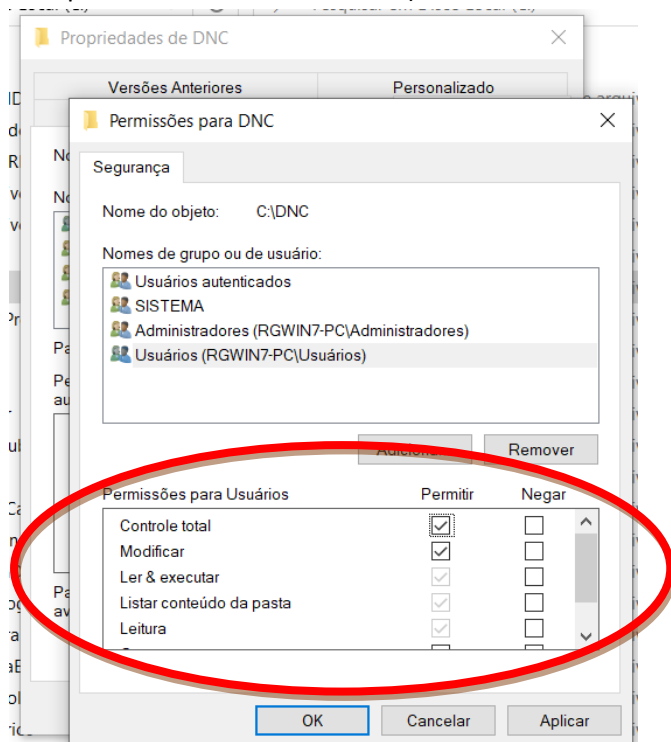 Propriedades de DNC
Versões Anteriores Personalizado
Permissões para DNC
Segurança
Nome do objeto: C:\DNC
Nomes de grupo ou de usuário:
Usuários autenticados
SISTEMA
Administradores (RGWIN7-PC\Administradores)
Usuários (RGWIN7-PC\Usuários)
Remover
Permissões para Usuários Permitir Negar
Controle total
Modificar
Ler & executar
Listar conteúdo da pasta
Leitura
OK Cancelar Aplicar